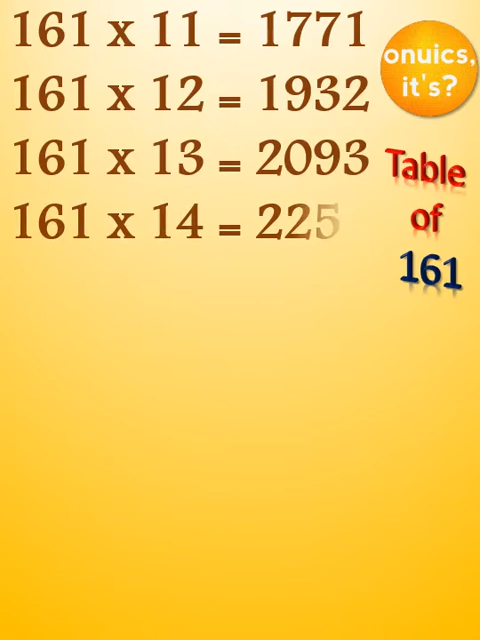 161 x 11 = 1771
161 x 12 = 1932
161 x 13 = 2093
161 x 14 = 225
onuics,
it's?
Table
of
161